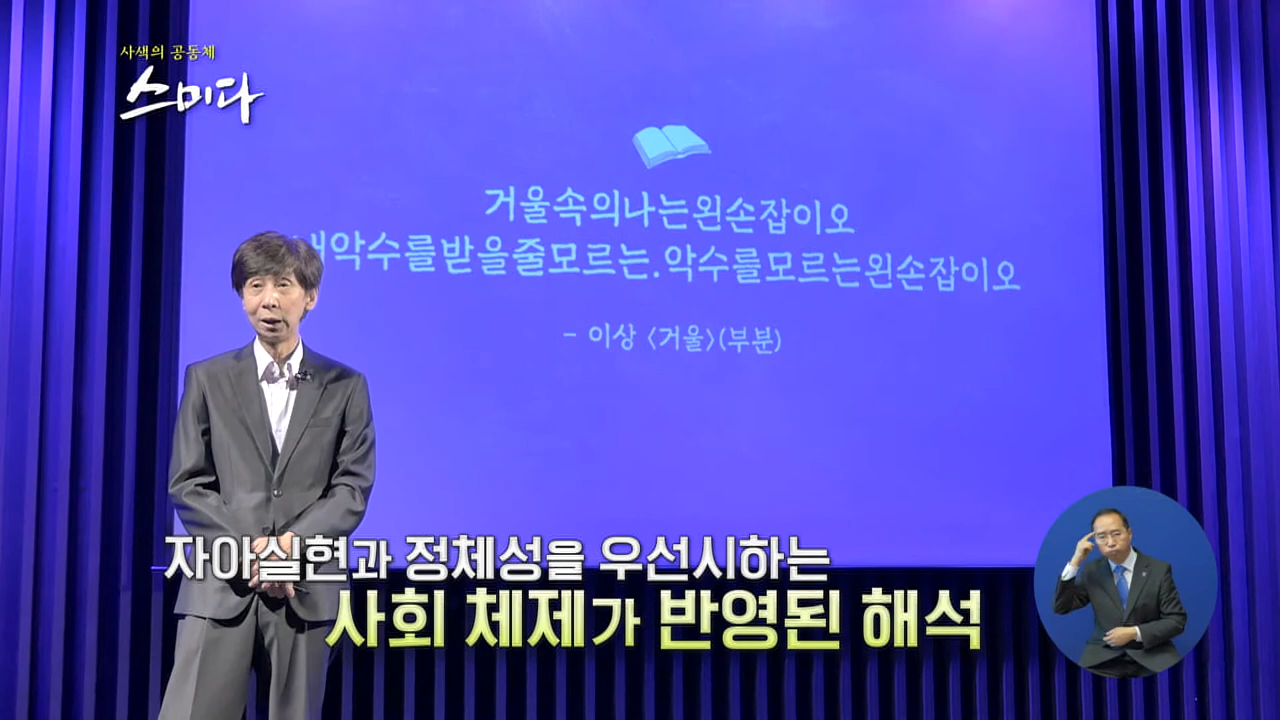 사색의 공동체
스미다
거울속의나는왼손잡이오
내악수를받을줄모르는.악수를모르는왼손잡이오
- 이상 <거울>(부분)
자아실현과 정체성을 우선시하는
사회 체제가 반영된 해석